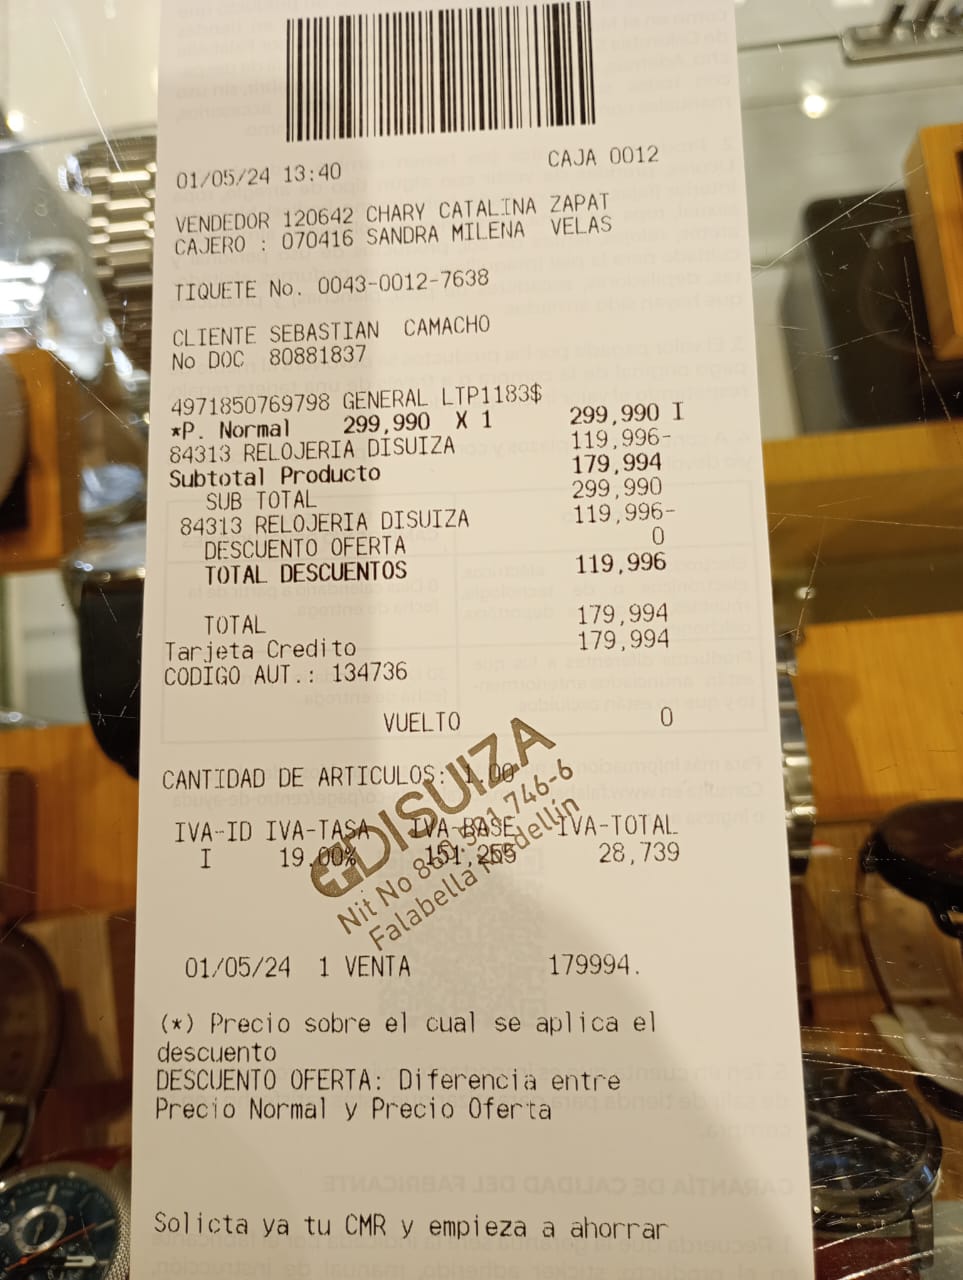 01/05/24 13:40 CAJA 0012
VENDEDOR 120642 CHARY CATALINA ZAPAT
CAJERO : 070416 SANDRA MILENA VELAS
TIQUETE No. 0043-0012-7638
CLIENTE SEBASTIAN CAMACHO
No DOC 80881837
4971850769798 GENERAL LTP1183$
*P. Normal 299,990 X 1 299,990 I
84313 RELOJERIA DISUIZA 119,996-
Subtotal Producto 179,994
SUB TOTAL 299,990
84313 RELOJERIA DISUIZA 119,996-
DESCUENTO OFERTA 0
TOTAL DESCUENTOS 119,996
TOTAL 179,994
Tarjeta Credito 179,994
CODIGO AUT.: 134736
VUELTO 0
CANTIDAD DE ARTICULOS: 1.00
IVA-ID IVA-TASA IVA-BASE IVA-TOTAL
I 19.00% 151,255 28,739
DISUIZA
Nit No 746-6
Falabella Medellín
01/05/24 1 VENTA 179994.
(*) Precio sobre el cual se aplica el
descuento
DESCUENTO OFERTA: Diferencia entre
Precio Normal y Precio Oferta
Solicta ya tu CMR y empieza a ahorrar